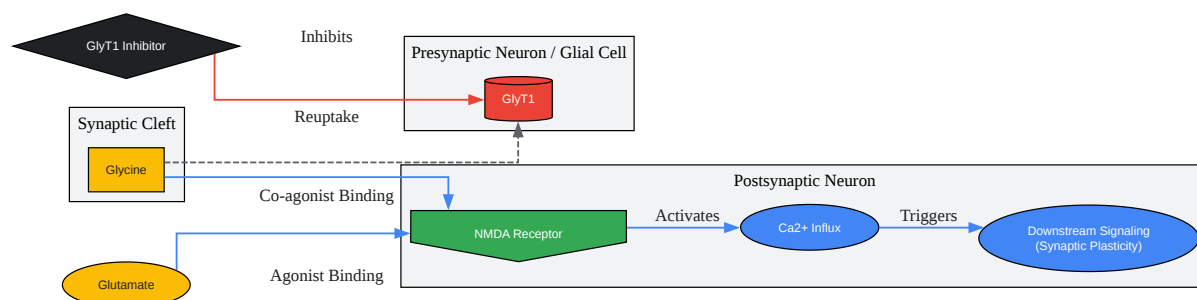 GlyT1 Inhibitor
Inhibits
Presynaptic Neuron / Glial Cell
GlyT1
Reuptake
Synaptic Cleft
Glycine
Co-agonist Binding
Postsynaptic Neuron
NMDA Receptor
Activates
Ca2+ Influx
Triggers
Downstream Signaling
(Synaptic Plasticity)
Agonist Binding
Glutamate